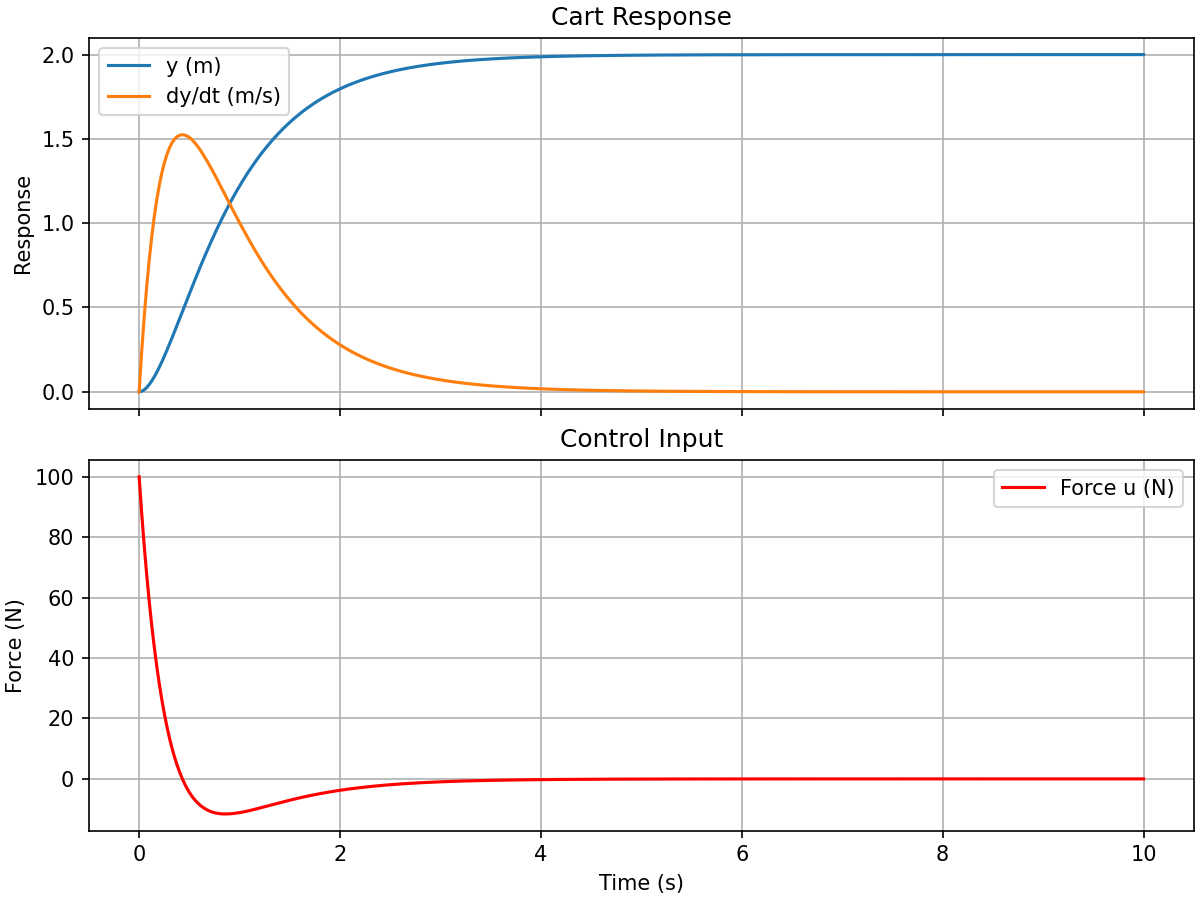 Cart Response
y (m)
dy/dt (m/s)
2.0
1.5
1.0
0.5
0.0
Response
Control Input
Force u (N)
100
80
60
40
20
0
Force (N)
0 2 4 6 8 10
Time (s)